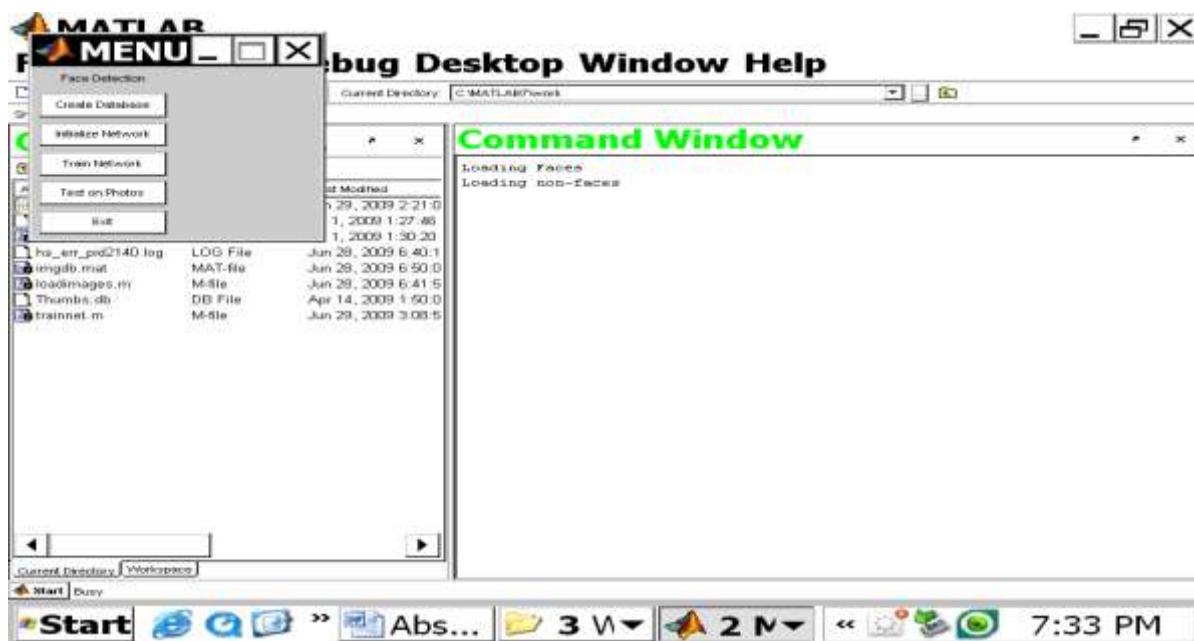 MATLAB
MENU
Debug Desktop Window Help
Face Detection
Create Database
Initialize Network
Train Network
Test on Photos
Exit
Current Directory: C:\MATLAB7\work
Command Window
Loading Faces
Loading non-faces
st Modified
29, 2009 2:21:0
1, 2009 1:27:46
1, 2009 1:30:20
hs_err_pid2140.log LOG File Jun 28, 2009 6:40:1
imgdb.mat MAT-file Jun 28, 2009 6:50:0
loadimages.m M-file Jun 28, 2009 6:41:5
Thumbs.db DB File Apr 14, 2009 1:50:0
trainnet.m M-file Jun 29, 2009 3:08:5
Current Directory Workspace
Start Busy
Start Abs... 3 W 2 M 7:33 PM